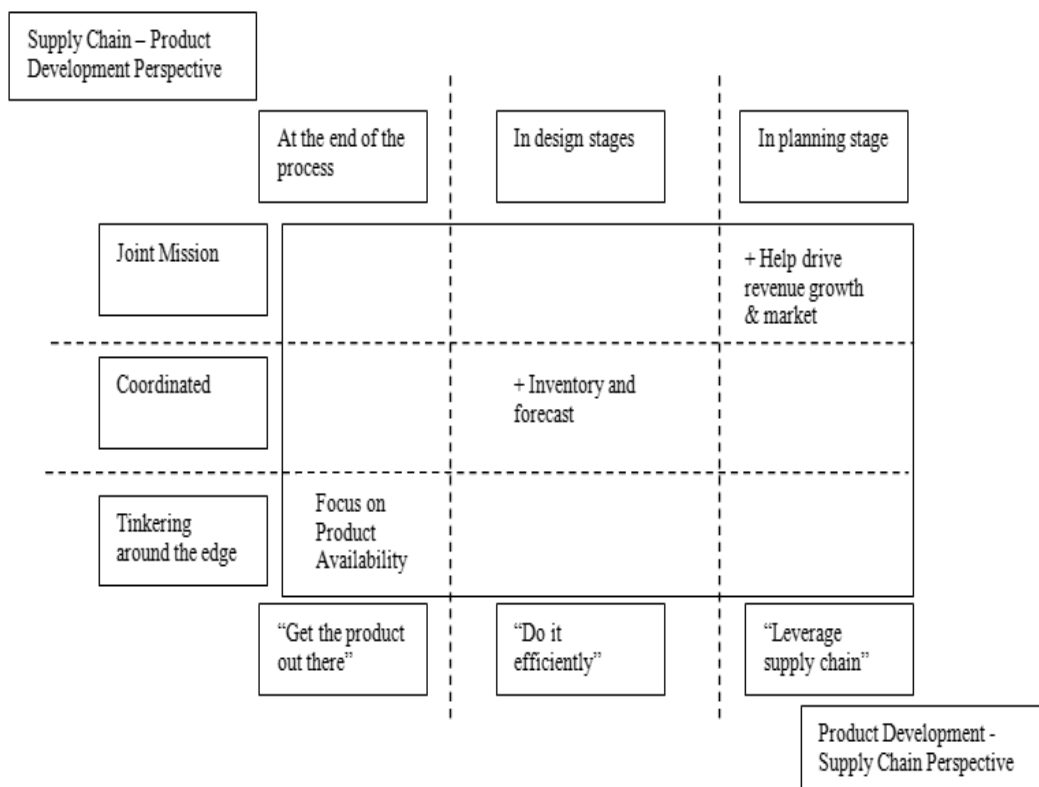 Supply Chain – Product
Development Perspective
At the end of the
process
In design stages
In planning stage
Joint Mission
+ Help drive
revenue growth
& market
Coordinated
+ Inventory and
forecast
Tinkering
around the edge
Focus on
Product
Availability
“Get the product
out there”
“Do it
efficiently”
“Leverage
supply chain”
Product Development -
Supply Chain Perspective